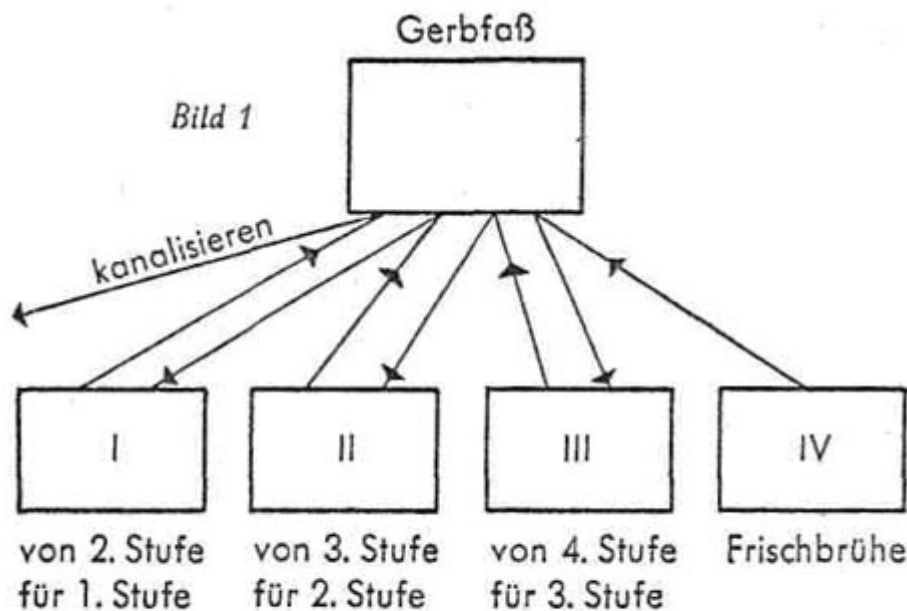 Gerbfaß
Bild 1
kanalisieren
I
II
III
IV
von 2. Stufe
für 1. Stufe
von 3. Stufe
für 2. Stufe
von 4. Stufe
für 3. Stufe
Frischbrühe